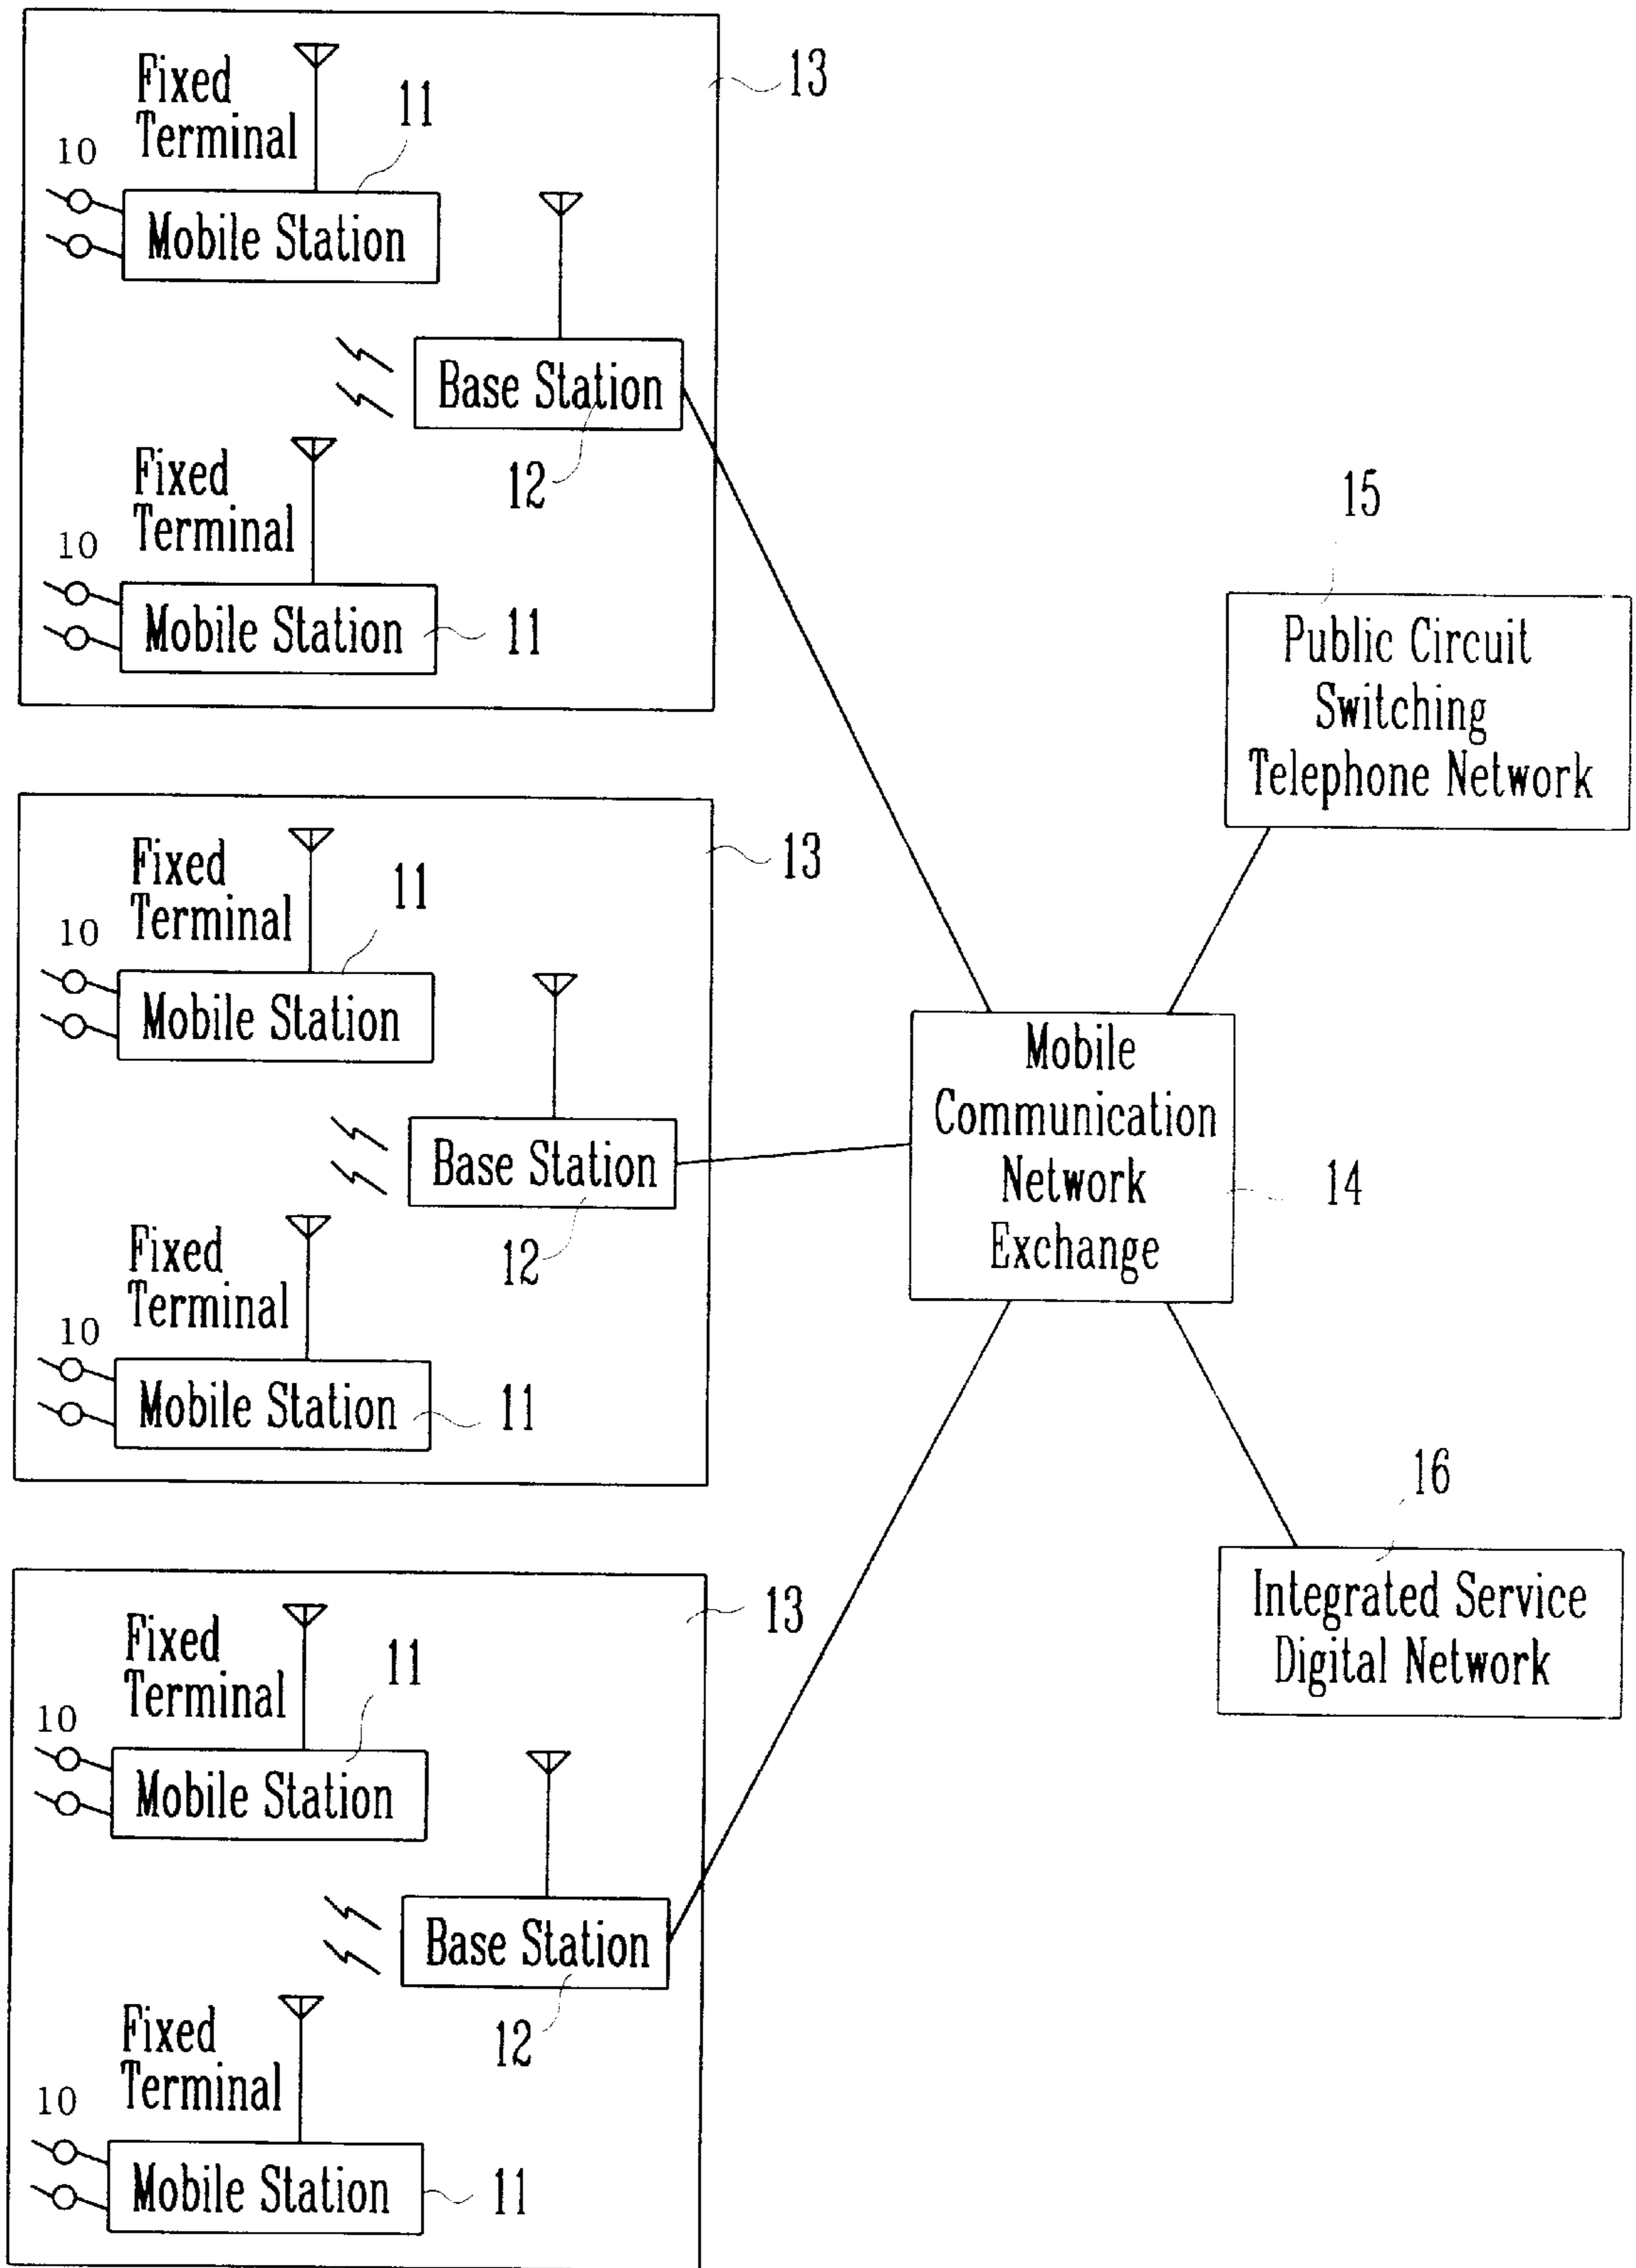 13
Fixed
Terminal
11
10
Mobile Station
Base Station
12
Fixed
Terminal
10
Mobile Station
11
13
Fixed
Terminal
11
10
Mobile Station
Base Station
12
Fixed
Terminal
10
Mobile Station
11
13
Fixed
Terminal
11
10
Mobile Station
Base Station
12
Fixed
Terminal
10
Mobile Station
11
15
Public Circuit
Switching
Telephone Network
Mobile
Communication
Network
Exchange
14
16
Integrated Service
Digital Network